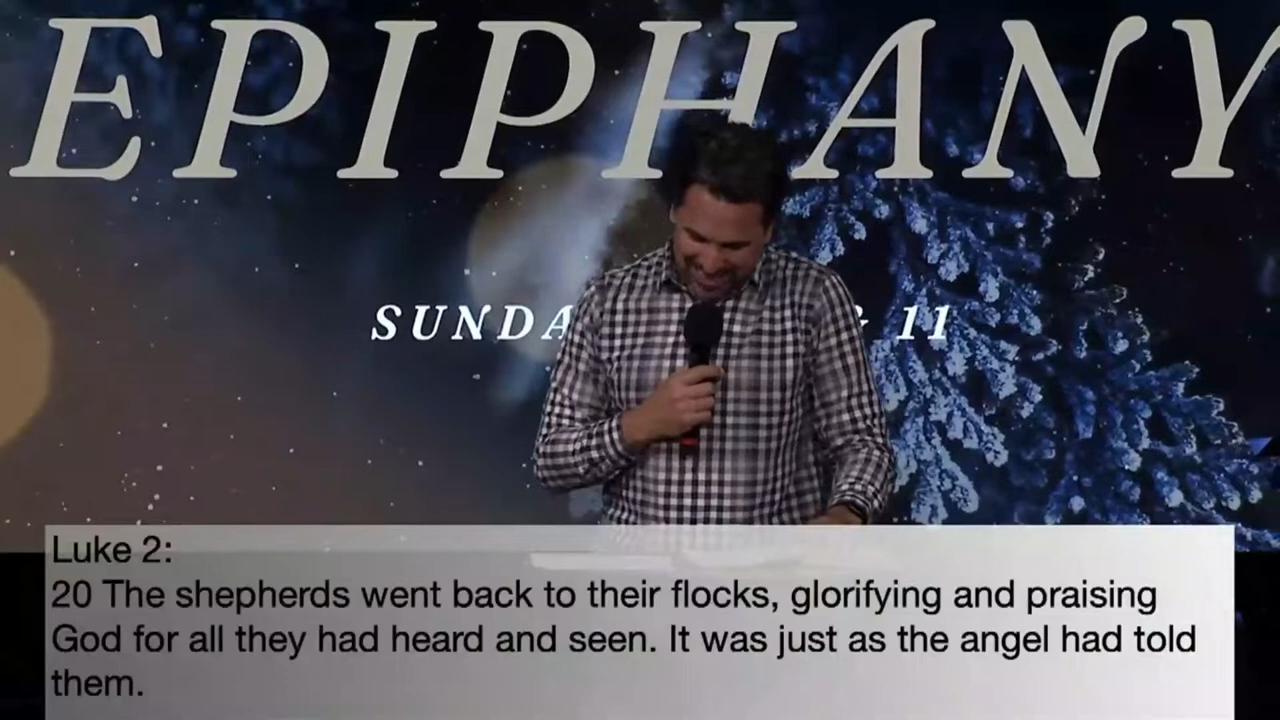 EPIPHANY
SUNDA & 11
Luke 2:
20 The shepherds went back to their flocks, glorifying and praising
God for all they had heard and seen. It was just as the angel had told
them.